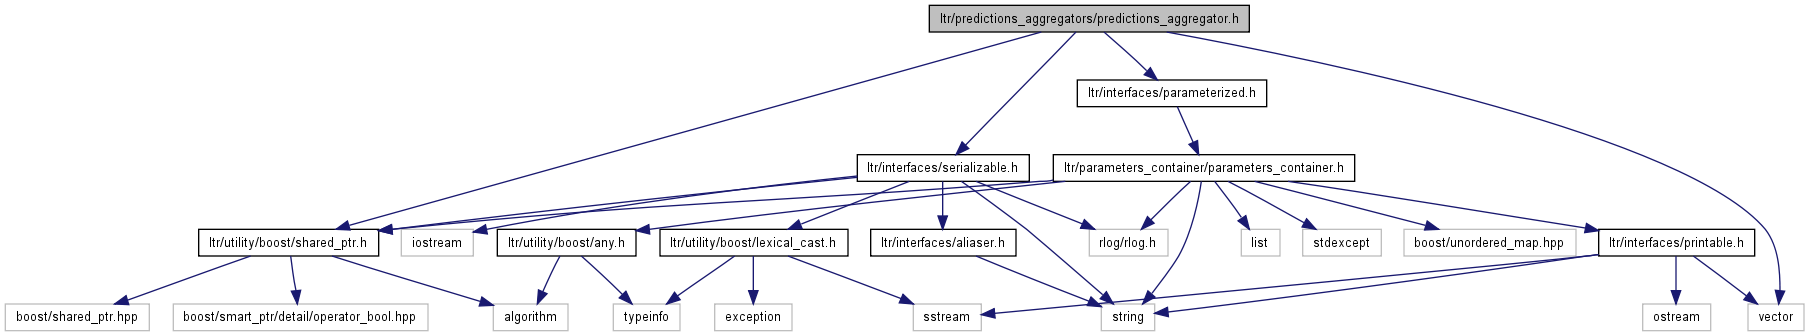 ltr/predictions_aggregators/predictions_aggregator.h
ltr/interfaces/parameterized.h
ltr/interfaces/serializable.h
ltr/parameters_container/parameters_container.h
ltr/utility/boost/shared_ptr.h
iostream
ltr/utility/boost/any.h
ltr/utility/boost/lexical_cast.h
ltr/interfaces/aliaser.h
rlog/rlog.h
list
stdexcept
boost/unordered_map.hpp
ltr/interfaces/printable.h
boost/shared_ptr.hpp
boost/smart_ptr/detail/operator_bool.hpp
algorithm
typeinfo
exception
sstream
string
ostream
vector